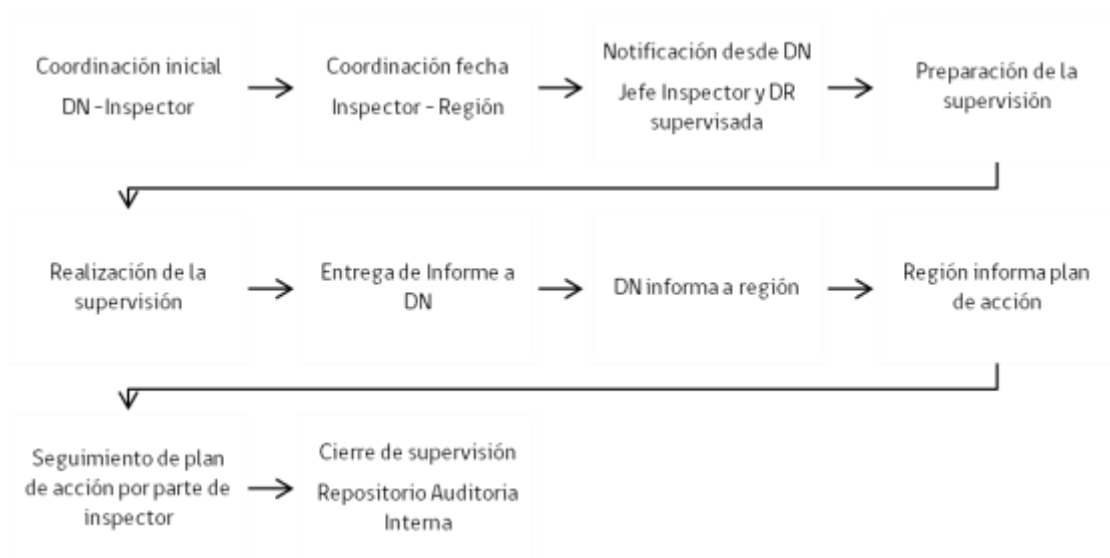 Coordinación inicial
DN -Inspector
Coordinación fecha
Inspector - Región
Notificación desde DN
Jefe Inspector y DR
supervisada
Preparación de la
supervisión
Realización de la
supervisión
Entrega de Informe a
DN
DN informa a región
Región informa plan
de acción
Seguimiento de plan
de acción por parte de
inspector
Cierre de supervisión
Repositorio Auditoria
Interna